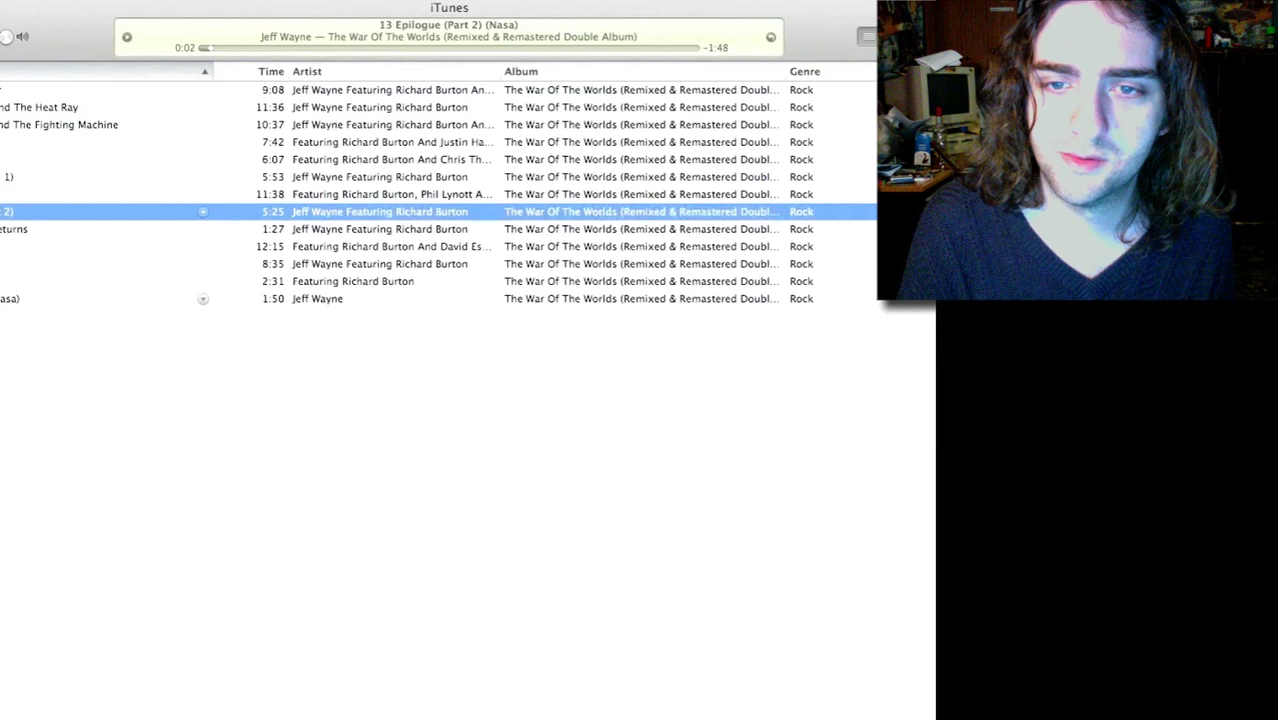 iTunes
13 Epilogue (Part 2) (Nasa)
Jeff Wayne — The War Of The Worlds (Remixed & Remastered Double Album)
0:02 -1:48
Time Artist Album Genre
9:08 Jeff Wayne Featuring Richard Burton An... The War Of The Worlds (Remixed & Remastered Doubl... Rock
nd The Heat Ray 11:36 Jeff Wayne Featuring Richard Burton The War Of The Worlds (Remixed & Remastered Doubl... Rock
nd The Fighting Machine 10:37 Jeff Wayne Featuring Richard Burton An... The War Of The Worlds (Remixed & Remastered Doubl... Rock
7:42 Featuring Richard Burton And Justin Ha... The War Of The Worlds (Remixed & Remastered Doubl... Rock
6:07 Featuring Richard Burton And Chris Th... The War Of The Worlds (Remixed & Remastered Doubl... Rock
1) 5:53 Jeff Wayne Featuring Richard Burton The War Of The Worlds (Remixed & Remastered Doubl... Rock
11:38 Featuring Richard Burton, Phil Lynott A... The War Of The Worlds (Remixed & Remastered Doubl... Rock
2) 5:25 Jeff Wayne Featuring Richard Burton The War Of The Worlds (Remixed & Remastered Doubl... Rock
eturns 1:27 Jeff Wayne Featuring Richard Burton The War Of The Worlds (Remixed & Remastered Doubl... Rock
12:15 Featuring Richard Burton And David Es... The War Of The Worlds (Remixed & Remastered Doubl... Rock
8:35 Jeff Wayne Featuring Richard Burton The War Of The Worlds (Remixed & Remastered Doubl... Rock
2:31 Featuring Richard Burton The War Of The Worlds (Remixed & Remastered Doubl... Rock
asa) 1:50 Jeff Wayne The War Of The Worlds (Remixed & Remastered Doubl... Rock